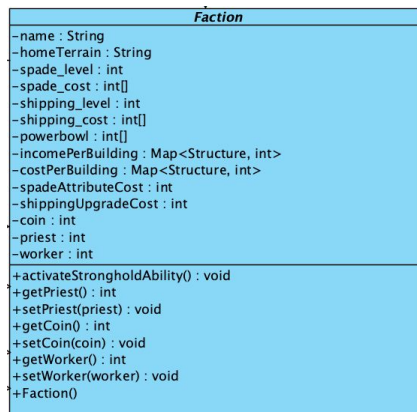 Faction
-name : String
-homeTerrain : String
-spade_level : int
-spade_cost : int[]
-shipping_level : int
-shipping_cost : int[]
-powerbowl : int[]
-incomePerBuilding : Map<Structure, int>
-costPerBuilding : Map<Structure, int>
-spadeAttributeCost : int
-shippingUpgradeCost : int
-coin : int
-priest : int
-worker : int
+activateStrongholdAbility() : void
+getPriest() : int
+setPriest(priest) : void
+getCoin() : int
+setCoin(coin) : void
+getWorker() : int
+setWorker(worker) : void
+Faction()